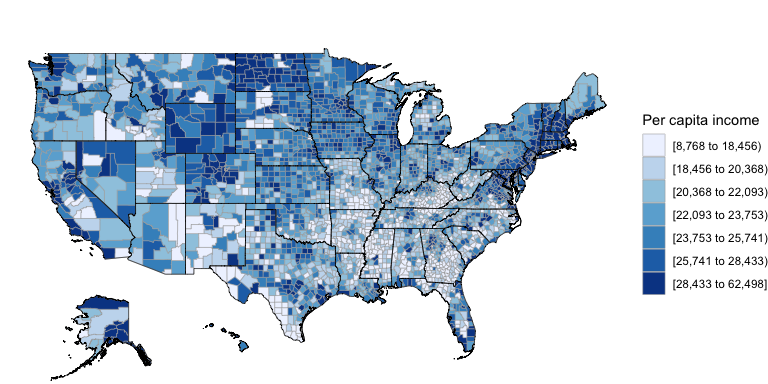 Per capita income
[8,768 to 18,456)
[18,456 to 20,368)
[20,368 to 22,093)
[22,093 to 23,753)
[23,753 to 25,741)
[25,741 to 28,433)
[28,433 to 62,498]